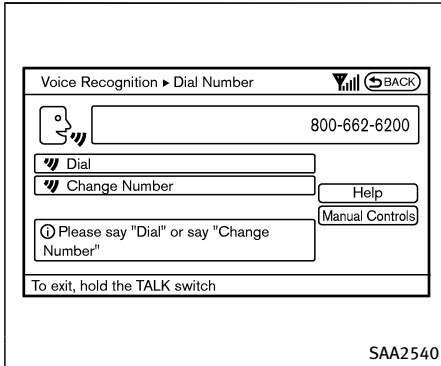 Voice Recognition ▸ Dial Number BACK
800-662-6200
Dial
Change Number
Help
Manual Controls
Please say "Dial" or say "Change
Number"
To exit, hold the TALK switch
SAA2540